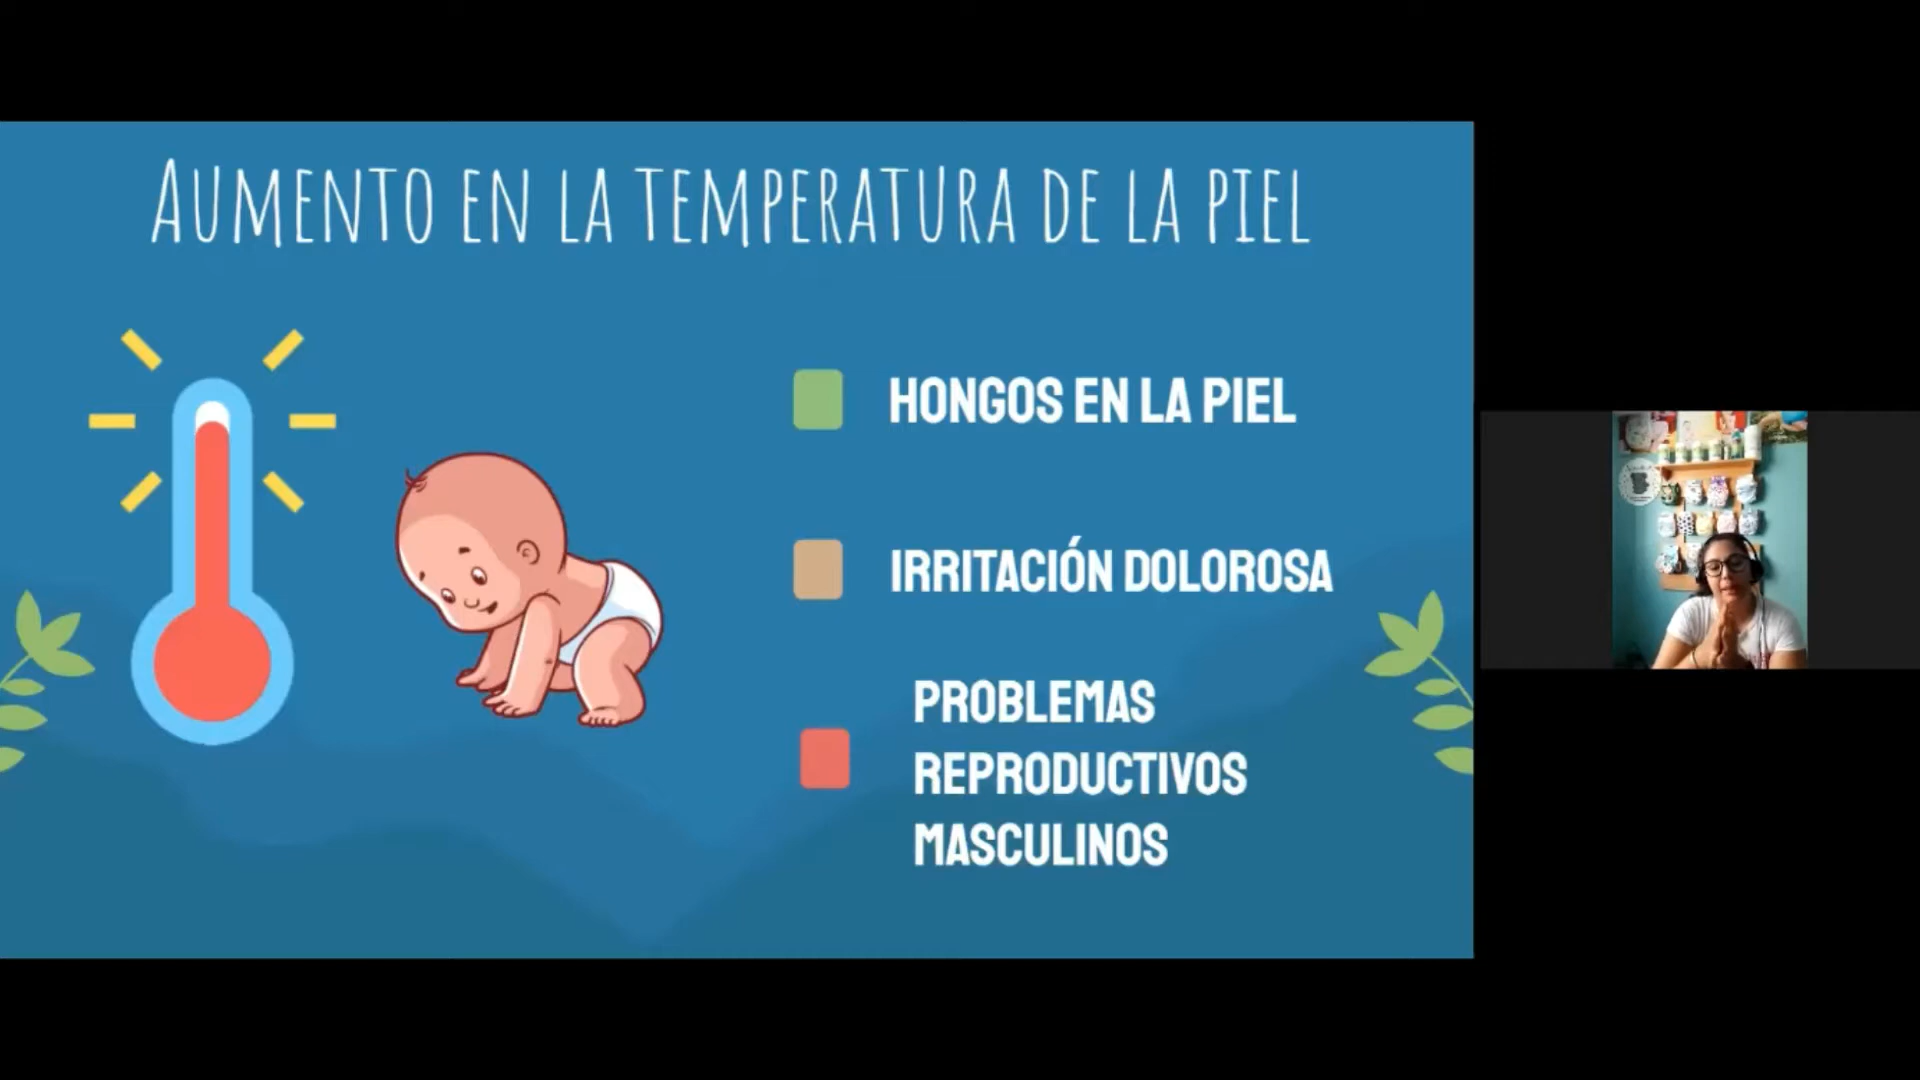 AUMENTO EN LA TEMPERATURA DE LA PIEL
HONGOS EN LA PIEL
IRRITACIÓN DOLOROSA
PROBLEMAS
REPRODUCTIVOS
MASCULINOS